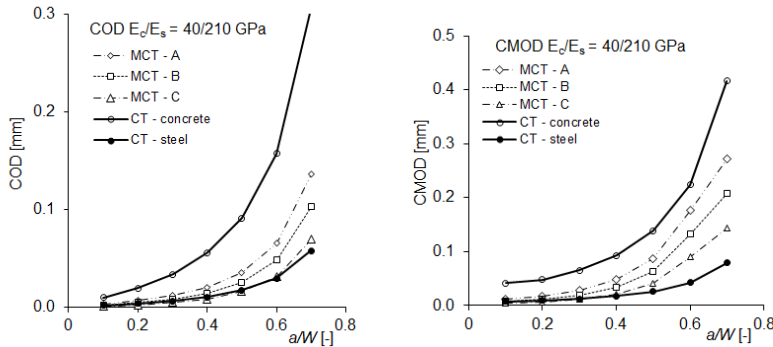 COD Ec/Es = 40/210 GPa
MCT - A
MCT - B
MCT - C
CT - concrete
CT - steel
COD [mm]
0.3
0.2
0.1
0.0
0
0.2
0.4
0.6
0.8
a/W [-]
CMOD Ec/Es = 40/210 GPa
MCT - A
MCT - B
MCT - C
CT - concrete
CT - steel
CMOD [mm]
0.5
0.4
0.3
0.2
0.1
0.0
0
0.2
0.4
0.6
0.8
a/W [-]